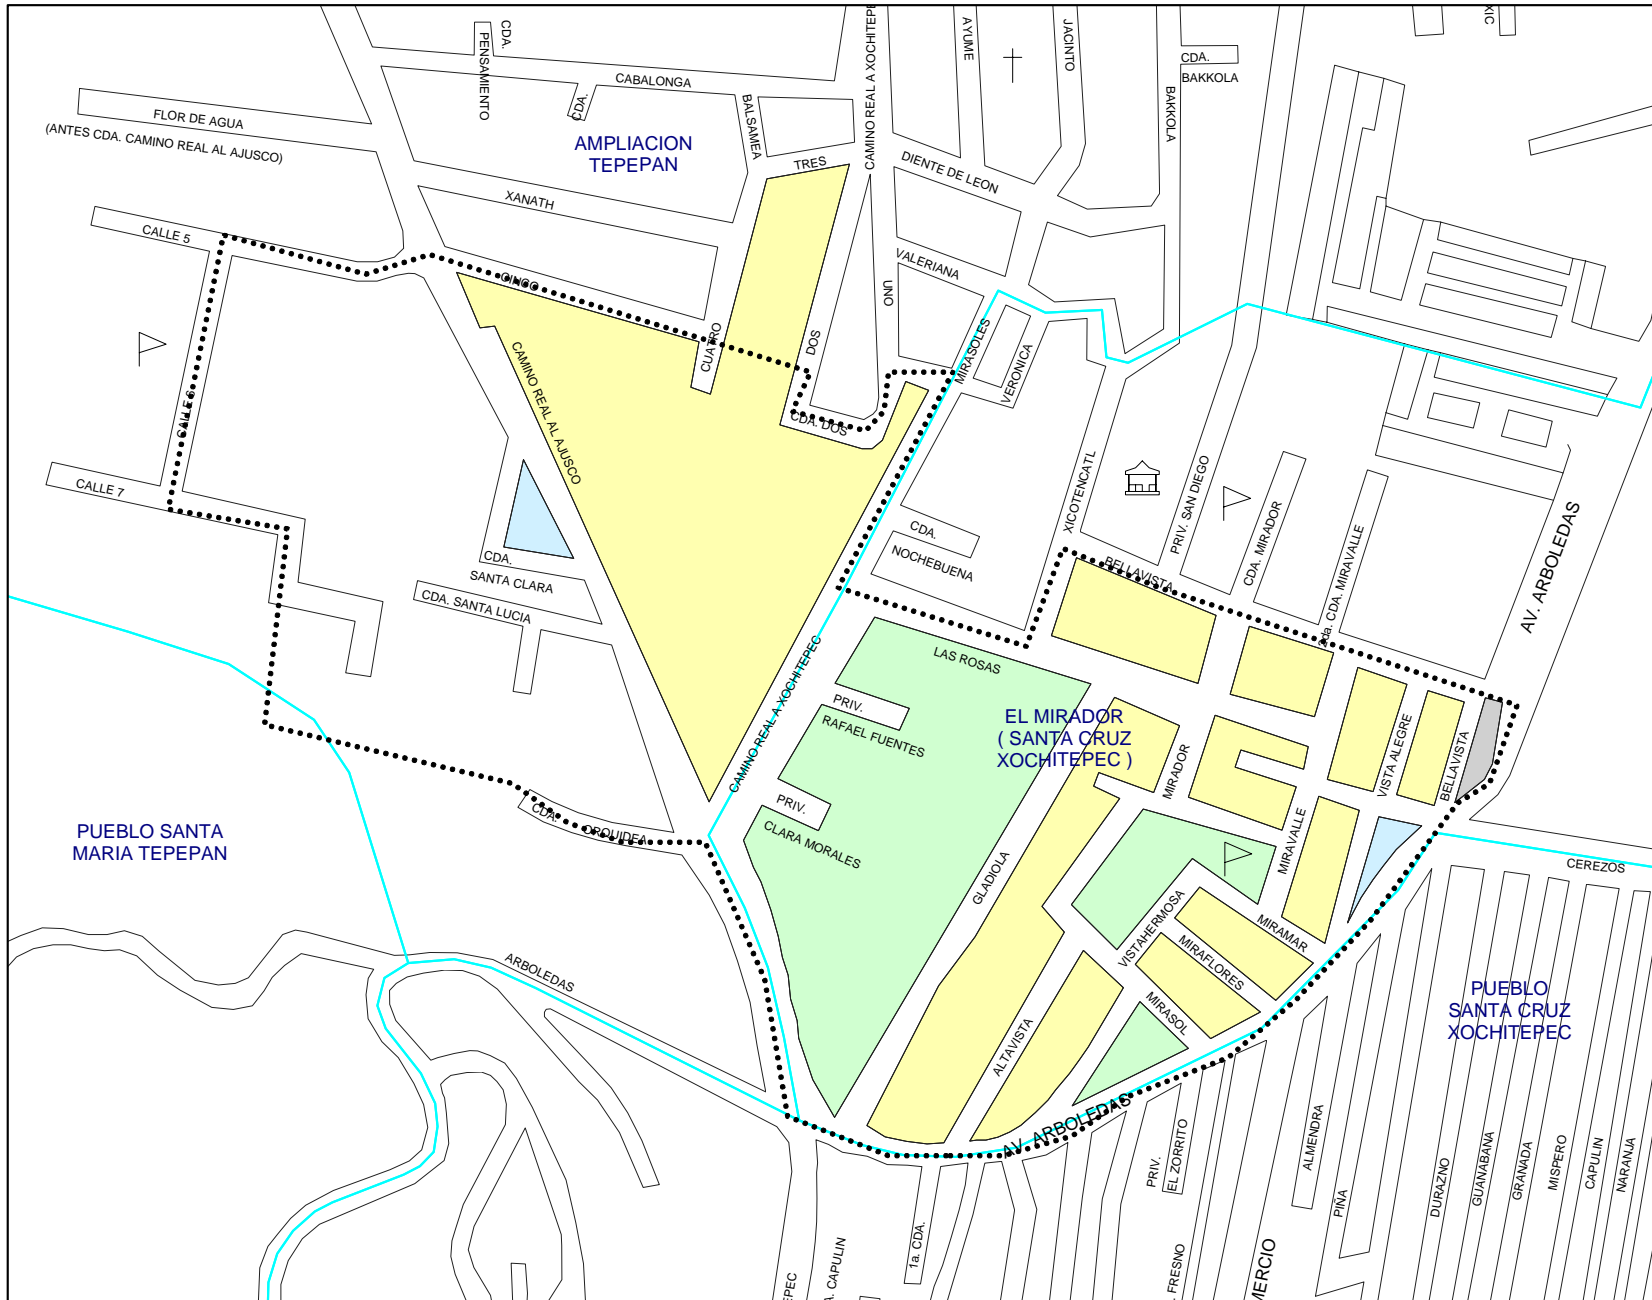 CDA.
PENSAMIENTO
CABALONGA
CDA.
BALSAMEA
FLOR DE AGUA
(ANTES CDA. CAMINO REAL AL AJUSCO)
AMPLIACION
TEPEPAN
TRES
XANATH
CAMINO REAL A XOCHITEPE
AYUME
JACINTO
BAKKOLA
CDA.
BAKKOLA
XIC
DIENTE DE LEON
VALERIANA
UNO
CALLE 5
CINCO
CUATRO
DOS
CDA. DOS
MIRASOLES
VERONICA
CALLE 6
CALLE 7
CAMINO REAL AL AJUSCO
CDA.
SANTA CLARA
CDA. SANTA LUCIA
CDA.
NOCHEBUENA
XICOTENCATL
PRIV. SAN DIEGO
CDA. MIRADOR
2da. CDA. MIRAVALLE
AV. ARBOLEDAS
BELLAVISTA
LAS ROSAS
CAMINO REAL A XOCHITEPEC
PRIV.
RAFAEL FUENTES
PRIV.
CLARA MORALES
EL MIRADOR
( SANTA CRUZ
XOCHITEPEC )
MIRADOR
VISTA ALEGRE
BELLAVISTA
MIRAVALLE
GLADIOLA
CDA.
ORQUIDEA
PUEBLO SANTA
MARIA TEPEPAN
CEREZOS
VISTAHERMOSA
MIRAMAR
MIRAFLORES
MIRASOL
ALTAVISTA
ARBOLEDAS
AV. ARBOLEDAS
PUEBLO
SANTA CRUZ
XOCHITEPEC
PRIV.
EL ZORRITO
ALMENDRA
PIÑA
DURAZNO
GUANABANA
GRANADA
MISPERO
CAPULIN
NARANJA
1a. CDA.
A. CAPULIN
EPEC
. FRESNO
MERCIO